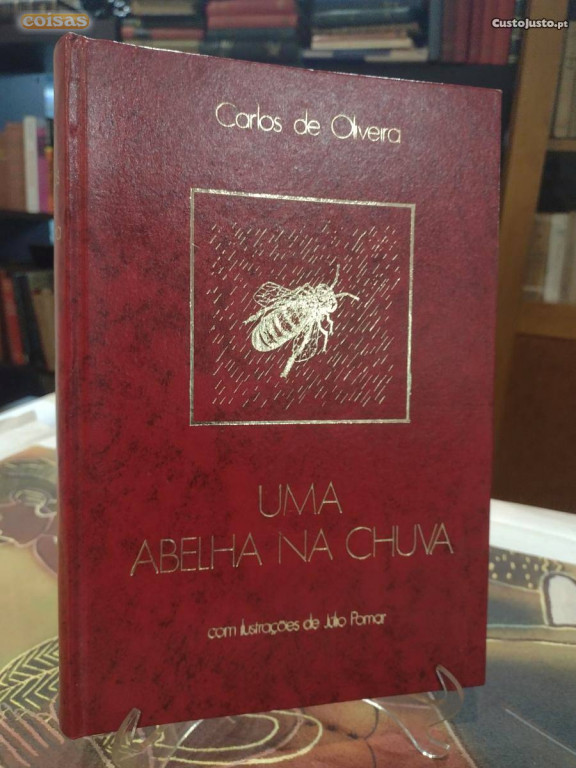 coisas
CustoJusto.pt
Carlos de Oliveira
UMA
ABELHA NA CHUVA
com ilustrações de Júlio Pomar